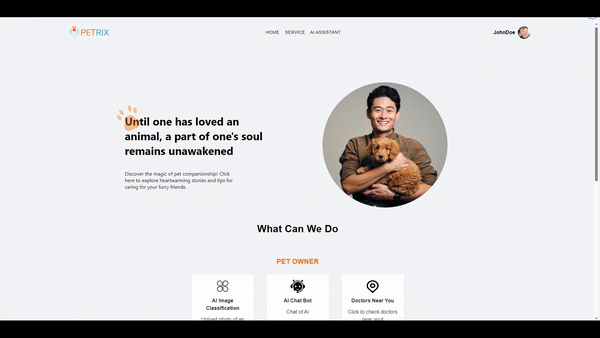 PETRIX
HOME SERVICE AI ASSISTANT
JohnDoe
Until one has loved an
animal, a part of one's soul
remains unawakened
Discover the magic of pet companionship! Click
here to explore heartwarming stories and tips for
caring for your furry friends.
What Can We Do
PET OWNER
AI Image
Classification
Upload photo of an
AI Chat Bot
Chat of AI
Doctors Near You
Click to check doctors
near you!